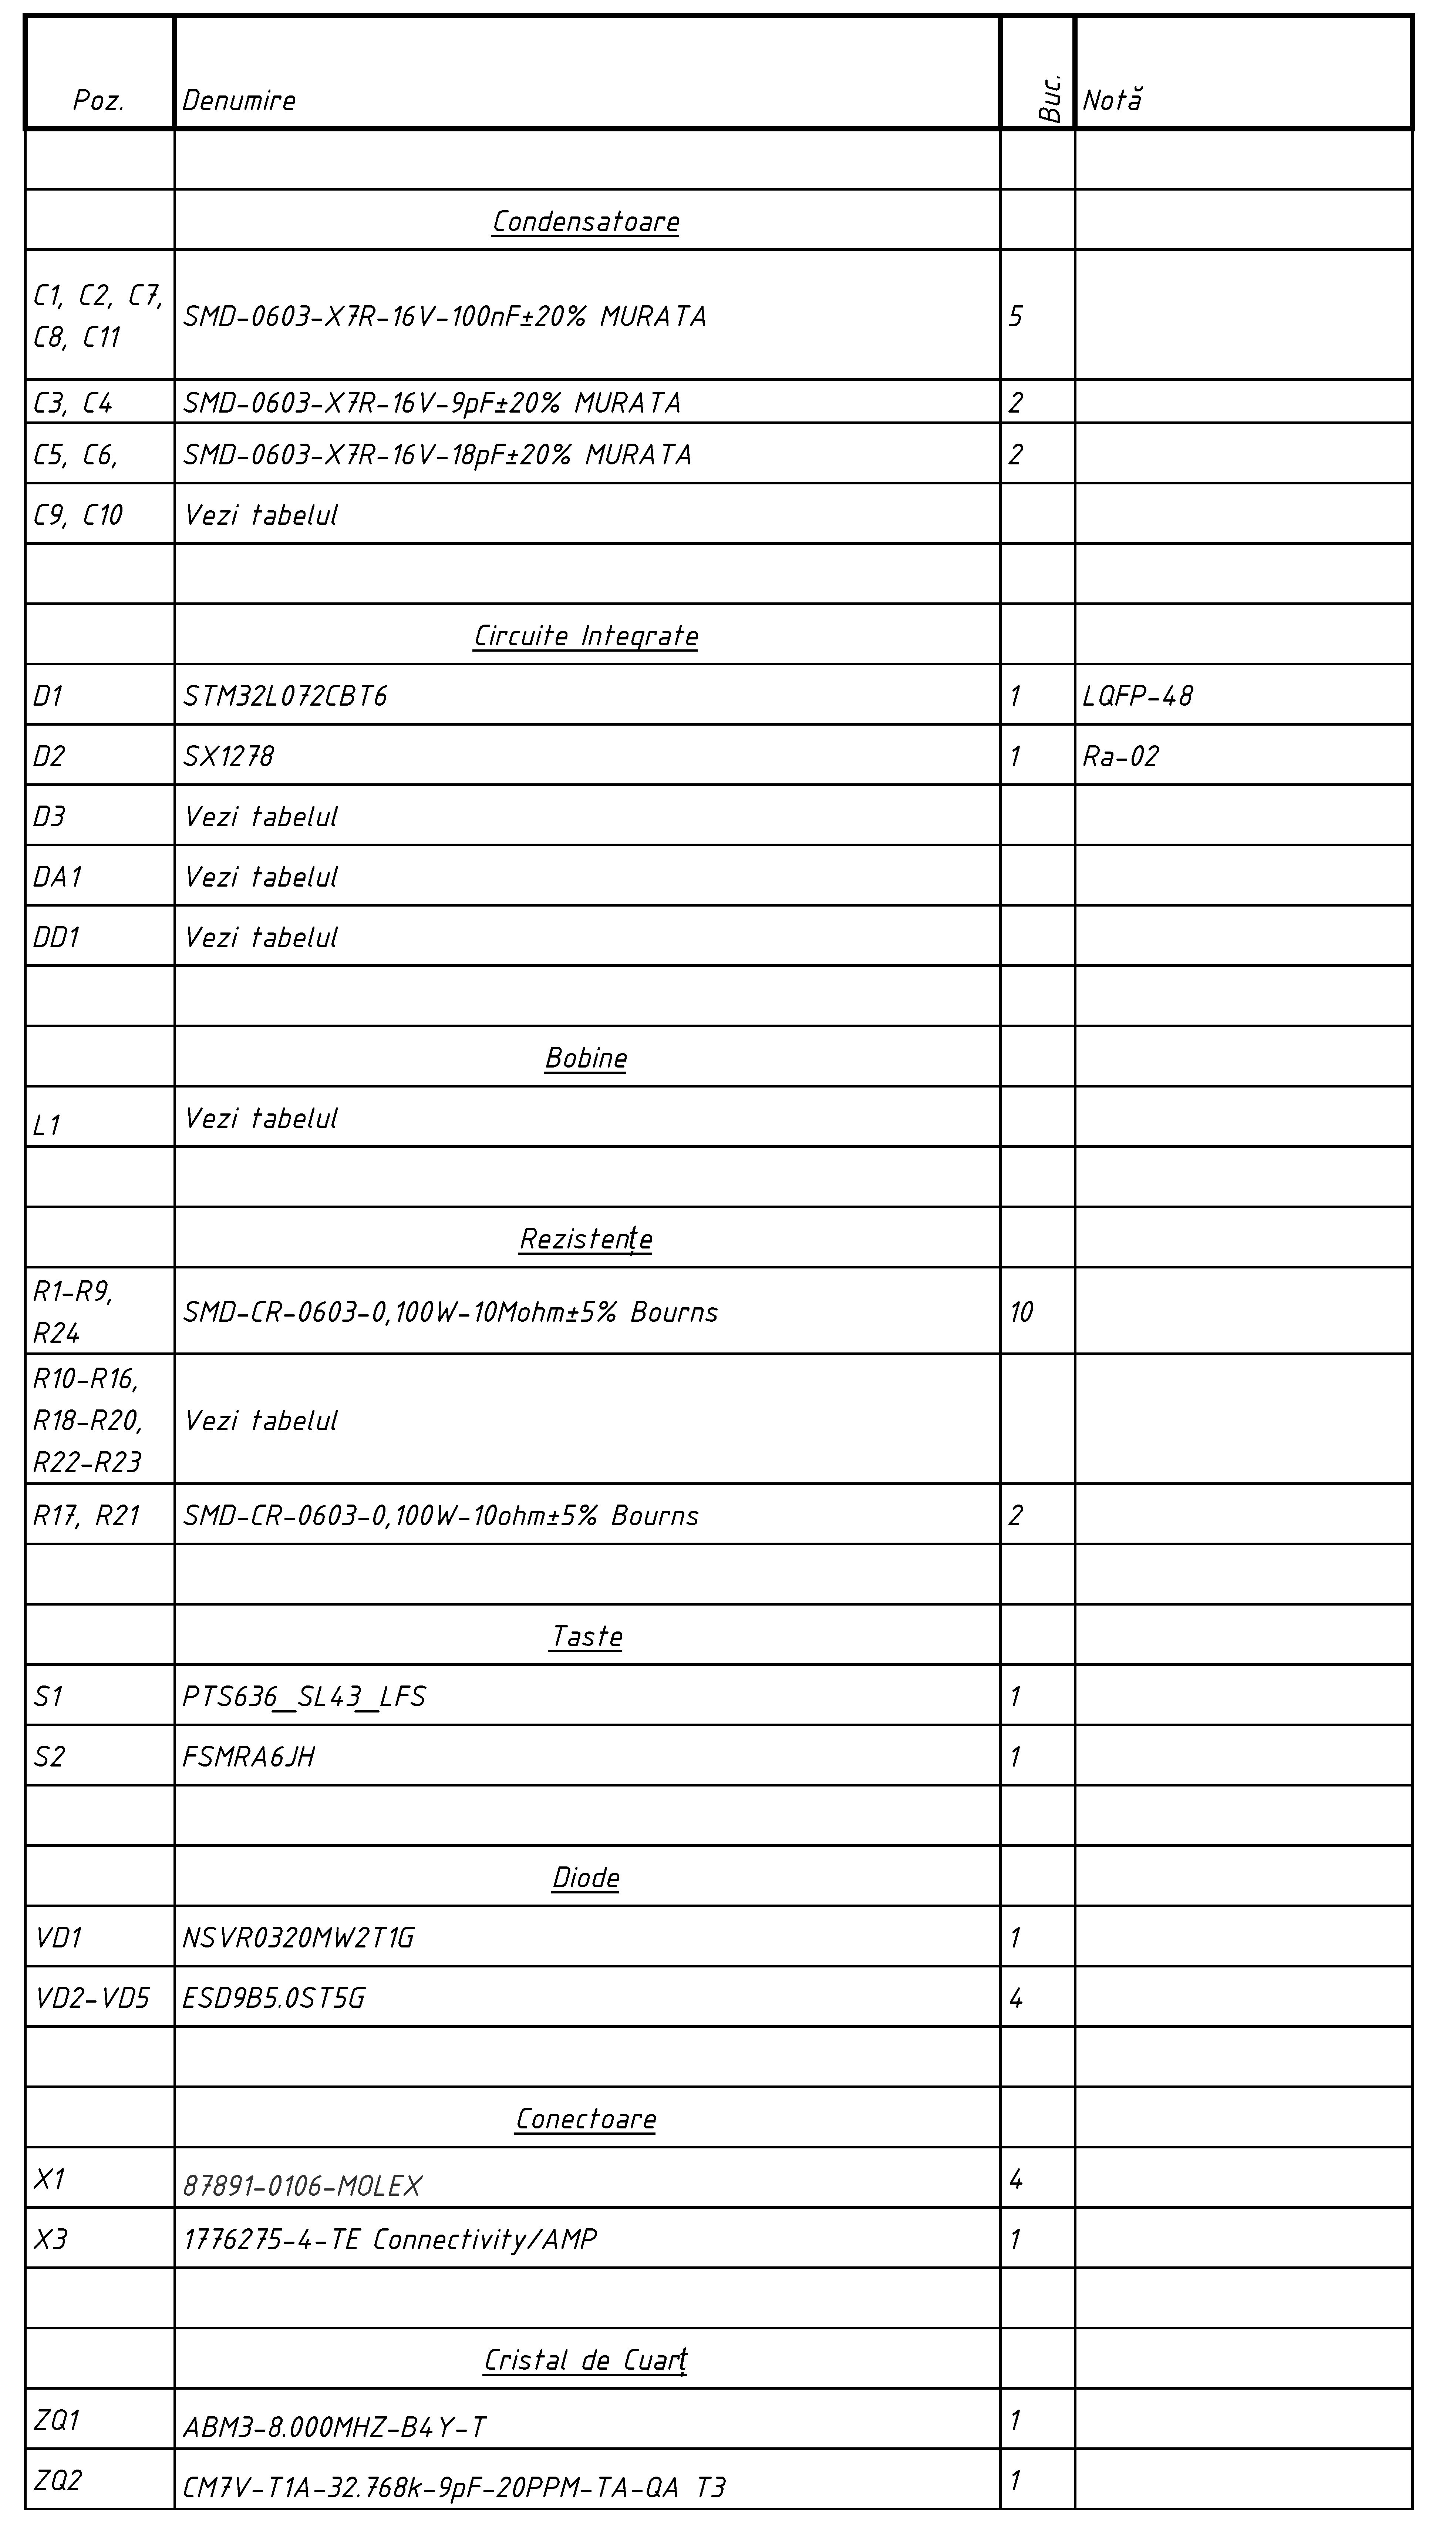 Poz. Denumire Buc. Notă
Condensatoare
C1, C2, C7,
C8, C11
SMD-0603-X7R-16V-100nF±20% MURATA 5
C3, C4 SMD-0603-X7R-16V-9pF±20% MURATA 2
C5, C6, SMD-0603-X7R-16V-18pF±20% MURATA 2
C9, C10 Vezi tabelul
Circuite Integrate
D1 STM32L072CBT6 1 LQFP-48
D2 SX1278 1 Ra-02
D3 Vezi tabelul
DA1 Vezi tabelul
DD1 Vezi tabelul
Bobine
L1 Vezi tabelul
Rezistențe
R1-R9,
R24
SMD-CR-0603-0,100W-10Mohm±5% Bourns 10
R10-R16,
R18-R20,
R22-R23
Vezi tabelul
R17, R21 SMD-CR-0603-0,100W-10ohm±5% Bourns 2
Taste
S1 PTS636_SL43_LFS 1
S2 FSMRA6JH 1
Diode
VD1 NSVR0320MW2T1G 1
VD2-VD5 ESD9B5.0ST5G 4
Conectoare
X1 87891-0106-MOLEX 4
X3 1776275-4-TE Connectivity/AMP 1
Cristal de Cuarț
ZQ1 ABM3-8.000MHZ-B4Y-T 1
ZQ2 CM7V-T1A-32.768k-9pF-20PPM-TA-QA T3 1